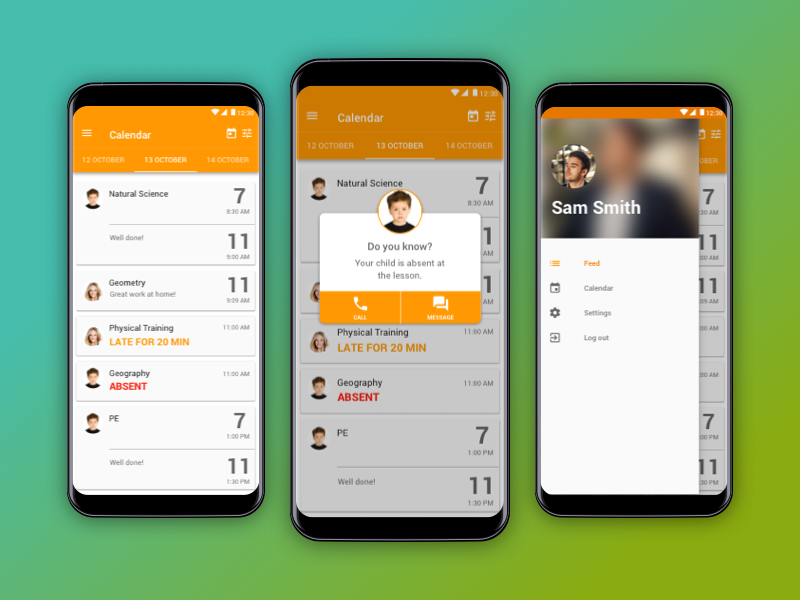 12:30
Calendar
12 OCTOBER 13 OCTOBER 14 OCTOBER
Natural Science 7
8:30 AM
Well done! 11
9:00 AM
Geometry 11
Great work at home! 9:09 AM
Physical Training 11:00 AM
LATE FOR 20 MIN
Geography 11:00 AM
ABSENT
PE 7
1:00 PM
Well done! 11
1:30 PM
12:30
Calendar
12 OCTOBER 13 OCTOBER 14 OCTOBER
Natural Science 7
8:30 AM
Do you know?
Your child is absent at
the lesson.
CALL MESSAGE
Physical Training 11:00 AM
LATE FOR 20 MIN
Geography 11:00 AM
ABSENT
PE 7
1:00 PM
Well done! 11
1:30 PM
12:30
Sam Smith
Feed
Calendar
Settings
Log out